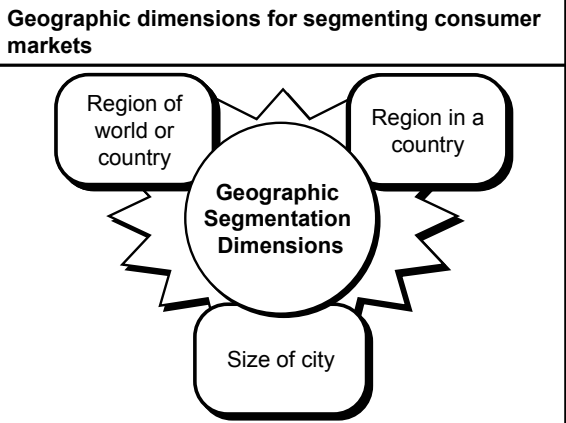 Geographic dimensions for segmenting consumer
markets
Region of
world or
country
Region in a
country
Geographic
Segmentation
Dimensions
Size of city